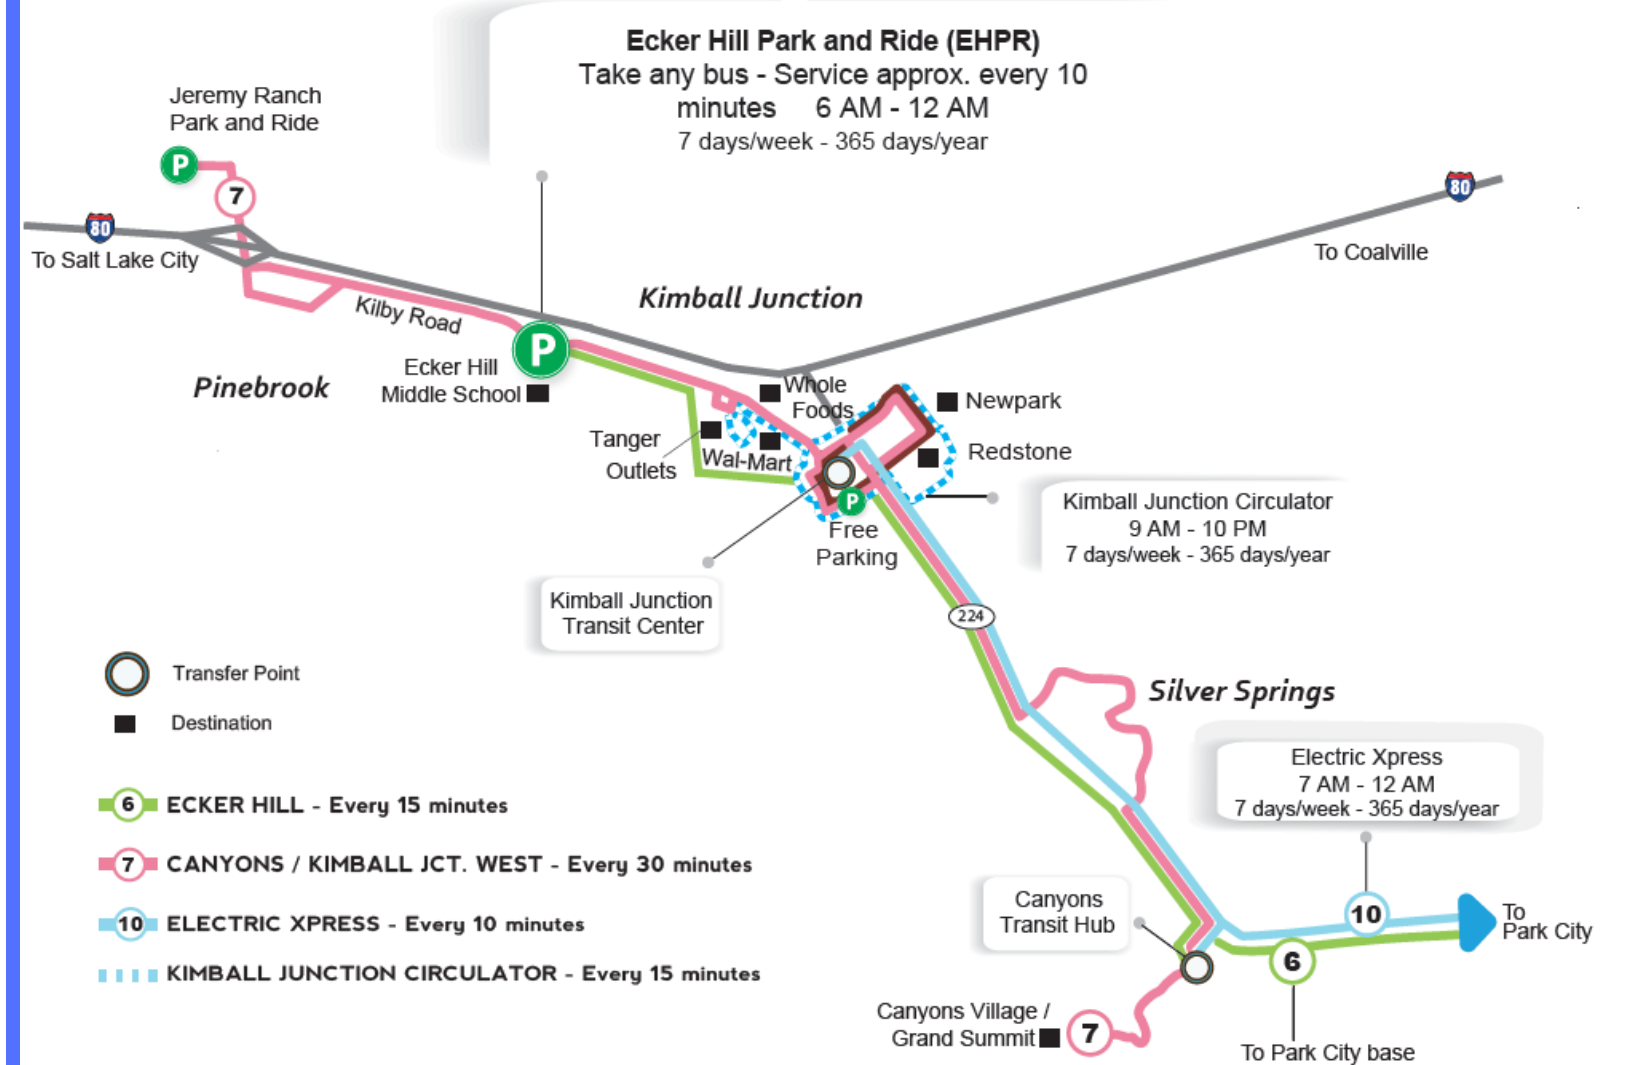 Ecker Hill Park and Ride (EHPR)
Take any bus - Service approx. every 10
minutes 6 AM - 12 AM
7 days/week - 365 days/year
Jeremy Ranch
Park and Ride
P
7
80
To Salt Lake City
80
To Coalville
Kimball Junction
Kilby Road
P
Ecker Hill
Middle School
Pinebrook
Whole
Foods
Newpark
Tanger
Outlets
Wal-Mart
Redstone
P
Free
Parking
Kimball Junction Circulator
9 AM - 10 PM
7 days/week - 365 days/year
Kimball Junction
Transit Center
224
Transfer Point
Destination
Silver Springs
Electric Xpress
7 AM - 12 AM
7 days/week - 365 days/year
6 ECKER HILL - Every 15 minutes
7 CANYONS / KIMBALL JCT. WEST - Every 30 minutes
10 ELECTRIC XPRESS - Every 10 minutes
KIMBALL JUNCTION CIRCULATOR - Every 15 minutes
Canyons
Transit Hub
10
To
Park City
6
Canyons Village /
Grand Summit
7
To Park City base